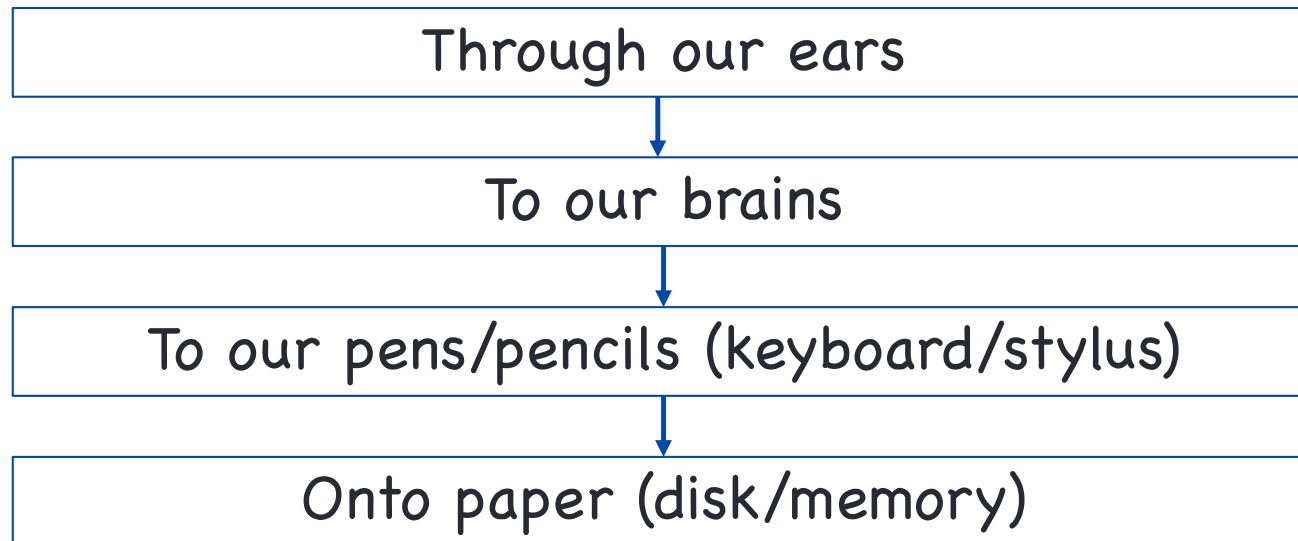 Through our ears
To our brains
To our pens/pencils (keyboard/stylus)
Onto paper (disk/memory)